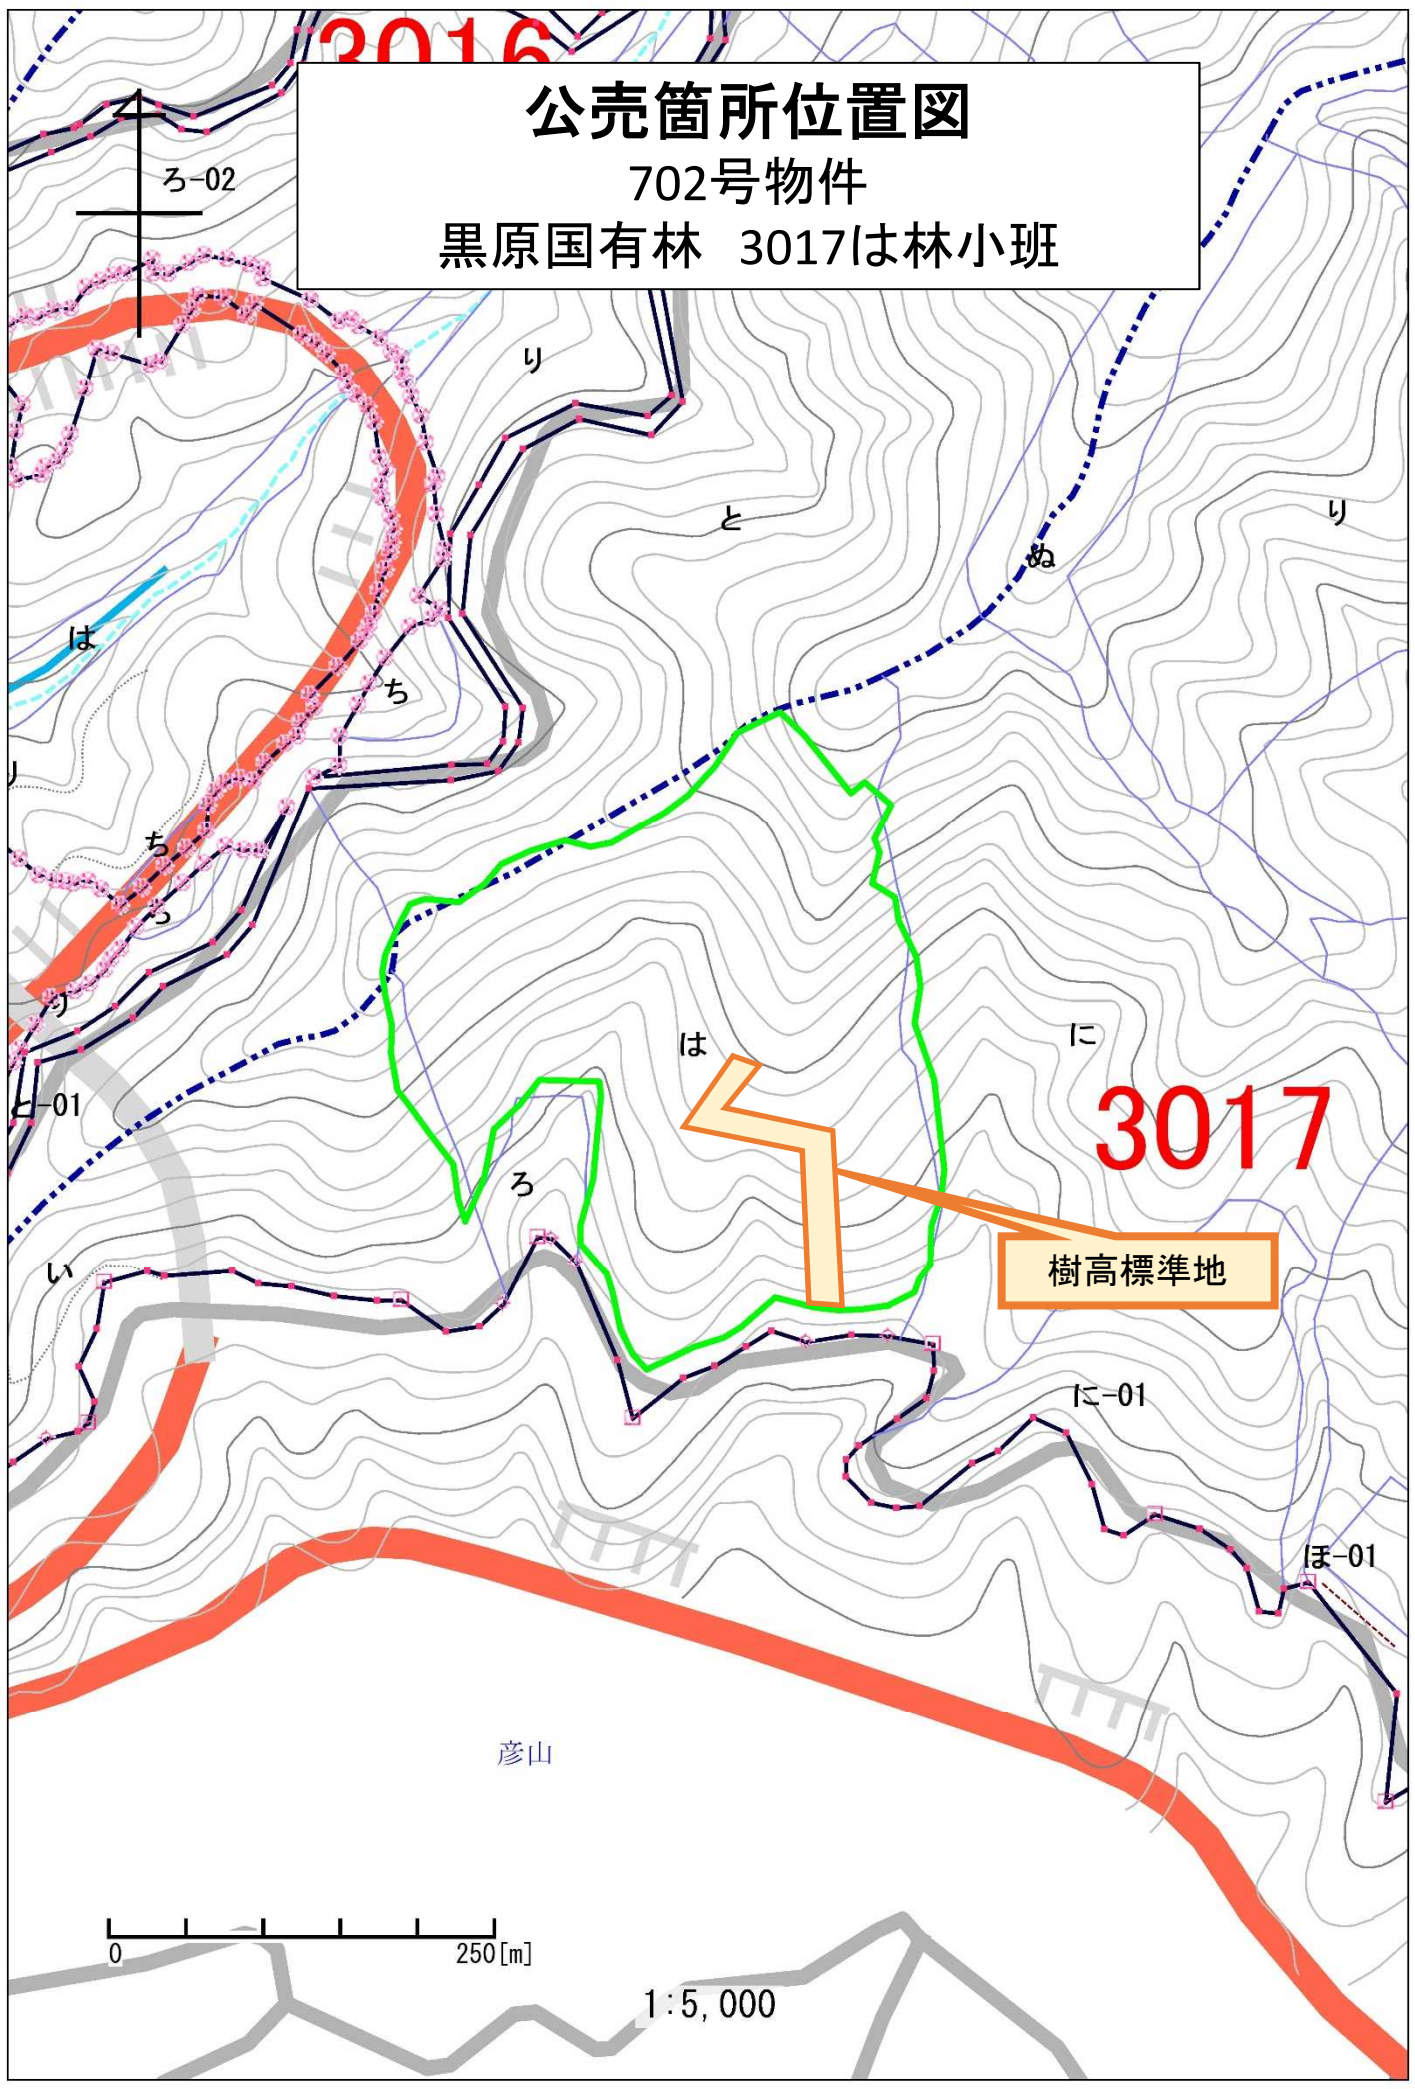 3016
公売箇所位置図
702号物件
黒原国有林　3017は林小班
ろ-02
り
と
り
ぬ
は
ち
り
ち
ろ
り
は
に
と-01
3017
ろ
い
樹高標準地
に-01
ほ-01
彦山
0
250[m]
1:5,000